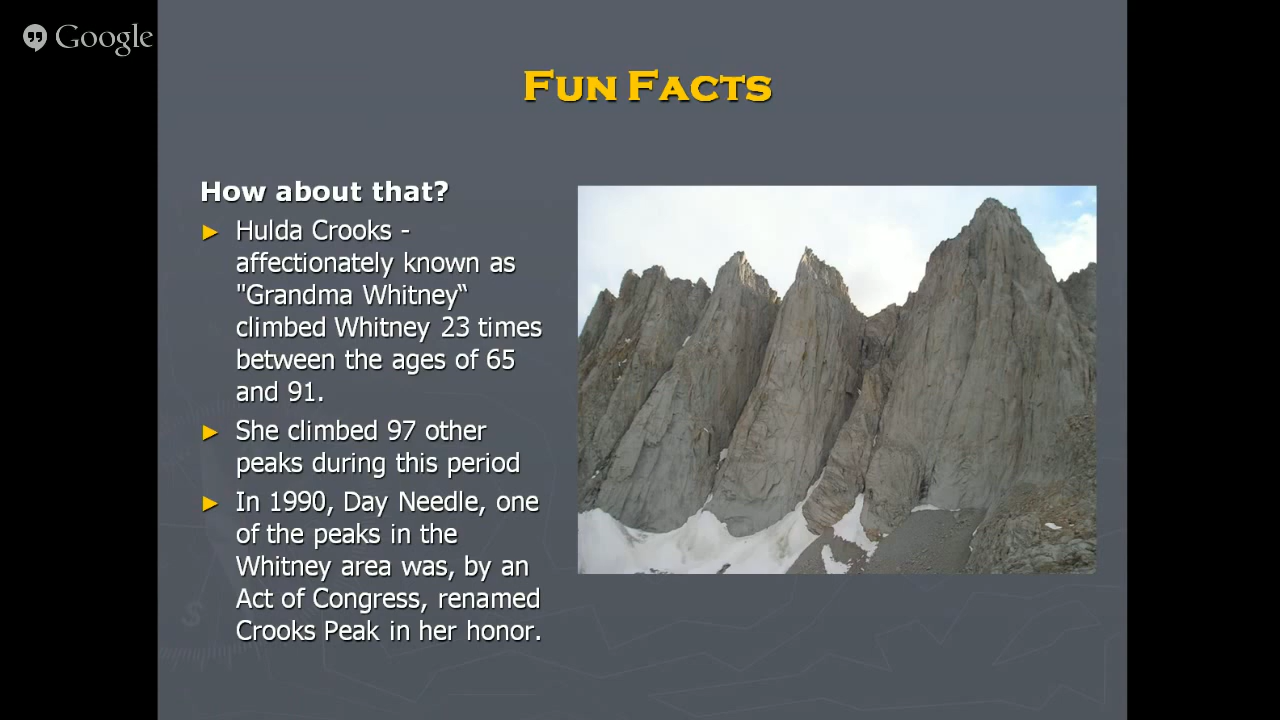 Google
Fun Facts
How about that?
► Hulda Crooks -
affectionately known as
"Grandma Whitney“
climbed Whitney 23 times
between the ages of 65
and 91.
► She climbed 97 other
peaks during this period
► In 1990, Day Needle, one
of the peaks in the
Whitney area was, by an
Act of Congress, renamed
Crooks Peak in her honor.